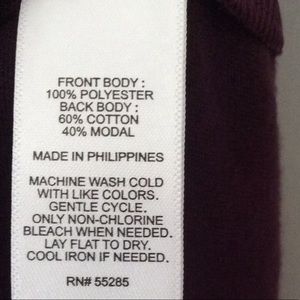 FRONT BODY :
100% POLYESTER
BACK BODY :
60% COTTON
40% MODAL
MADE IN PHILIPPINES
MACHINE WASH COLD
WITH LIKE COLORS.
GENTLE CYCLE.
ONLY NON-CHLORINE
BLEACH WHEN NEEDED.
LAY FLAT TO DRY.
COOL IRON IF NEEDED.
RN# 55285